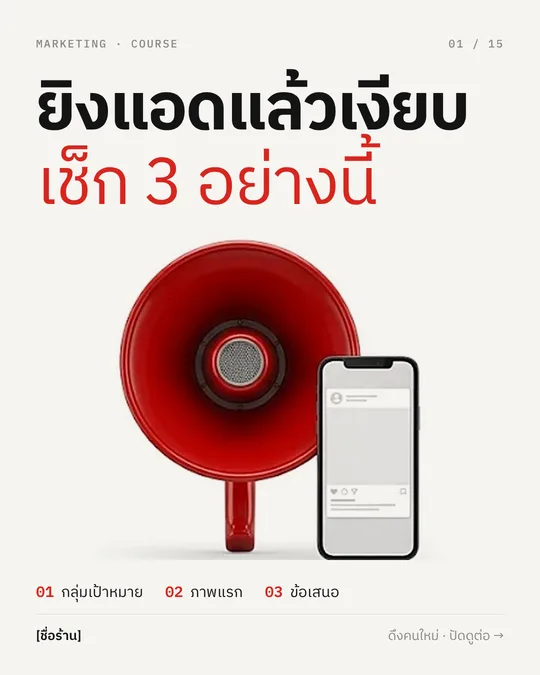 MARKETING · COURSE
01 / 15
ยิงแอดแล้วเงียบ
เช็ก 3 อย่างนี้
01 กลุ่มเป้าหมาย 02 ภาพแรก 03 ข้อเสนอ
[ชื่อร้าน]
ดึงคนใหม่ · ปัดดูต่อ →